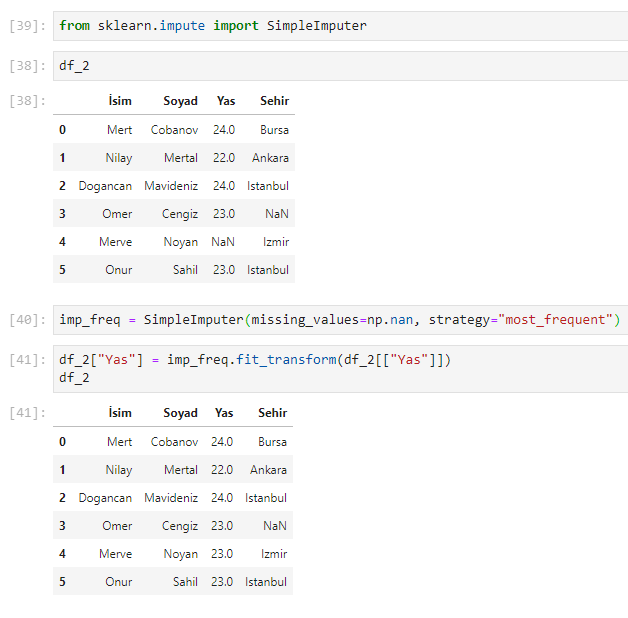 [39]: from sklearn.impute import SimpleImputer
[38]: df_2
[38]: İsim Soyad Yas Sehir
0 Mert Cobanov 24.0 Bursa
1 Nilay Mertal 22.0 Ankara
2 Dogancan Mavideniz 24.0 Istanbul
3 Omer Cengiz 23.0 NaN
4 Merve Noyan NaN Izmir
5 Onur Sahil 23.0 Istanbul
[40]: imp_freq = SimpleImputer(missing_values=np.nan, strategy="most_frequent")
[41]: df_2["Yas"] = imp_freq.fit_transform(df_2[["Yas"]])
df_2
[41]: İsim Soyad Yas Sehir
0 Mert Cobanov 24.0 Bursa
1 Nilay Mertal 22.0 Ankara
2 Dogancan Mavideniz 24.0 Istanbul
3 Omer Cengiz 23.0 NaN
4 Merve Noyan 23.0 Izmir
5 Onur Sahil 23.0 Istanbul